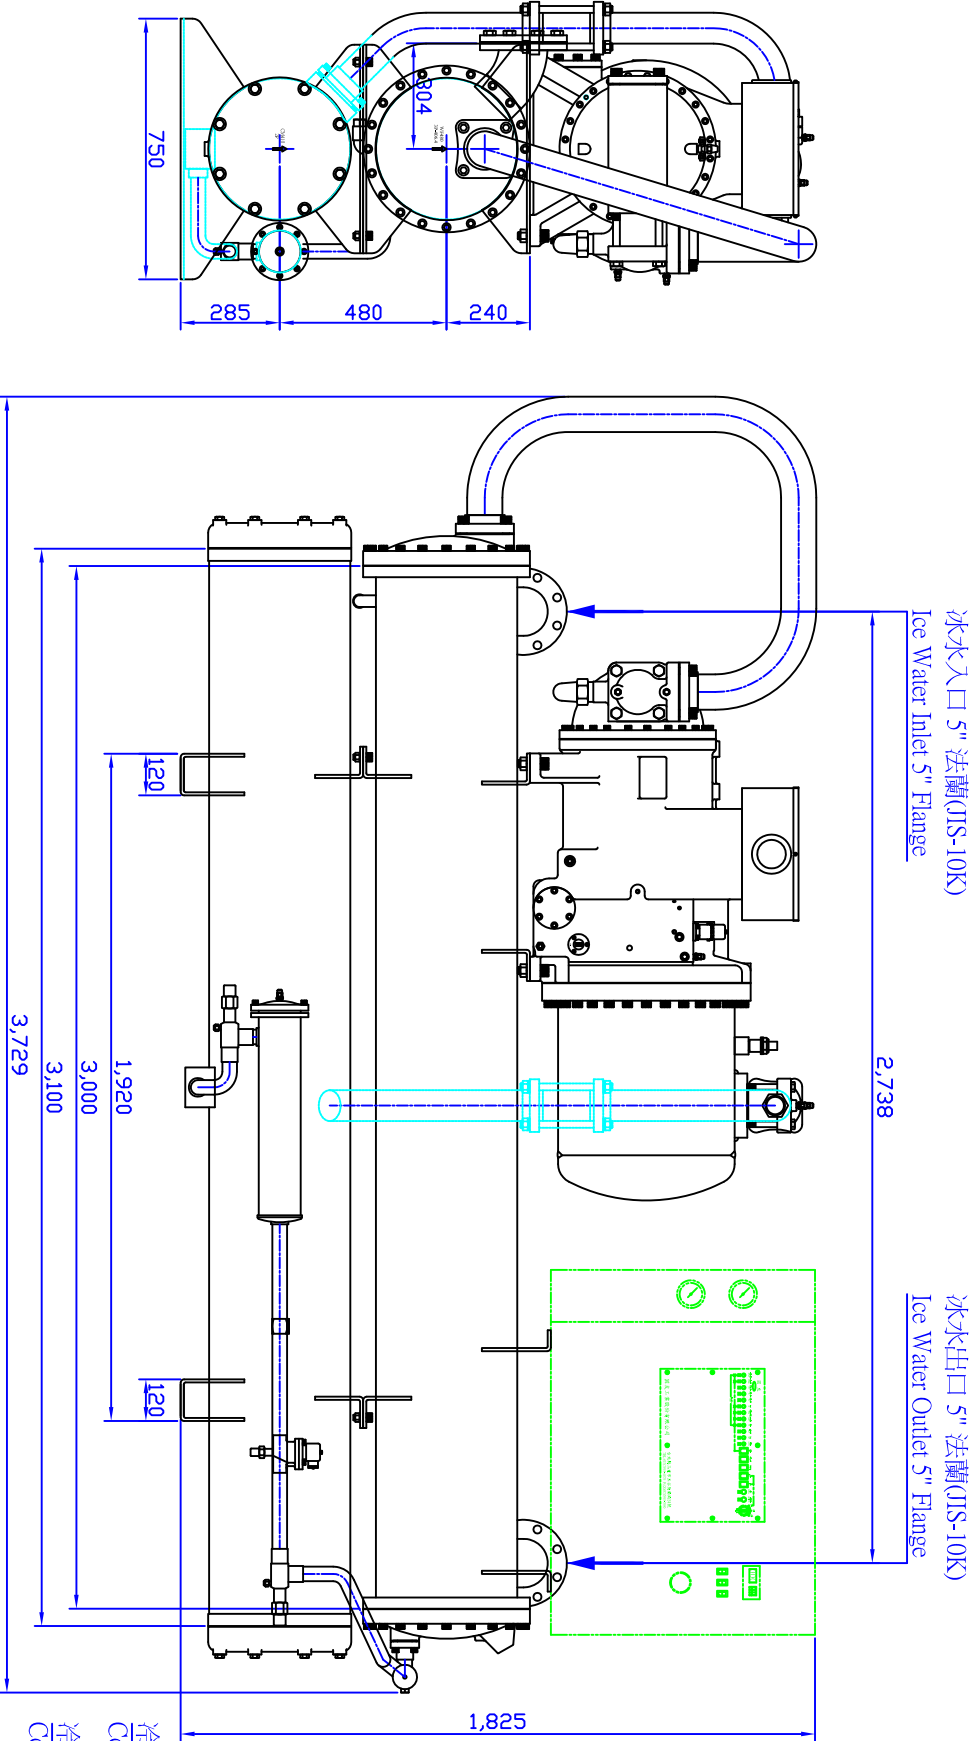 冰水入口 5" 法蘭(JIS-10K)
Ice Water Inlet 5" Flange
冰水出口 5" 法蘭(JIS-10K)
Ice Water Outlet 5" Flange
2,738
304
750
285
480
240
120
120
1,920
3,000
3,100
3,729
1,825
冷
冷